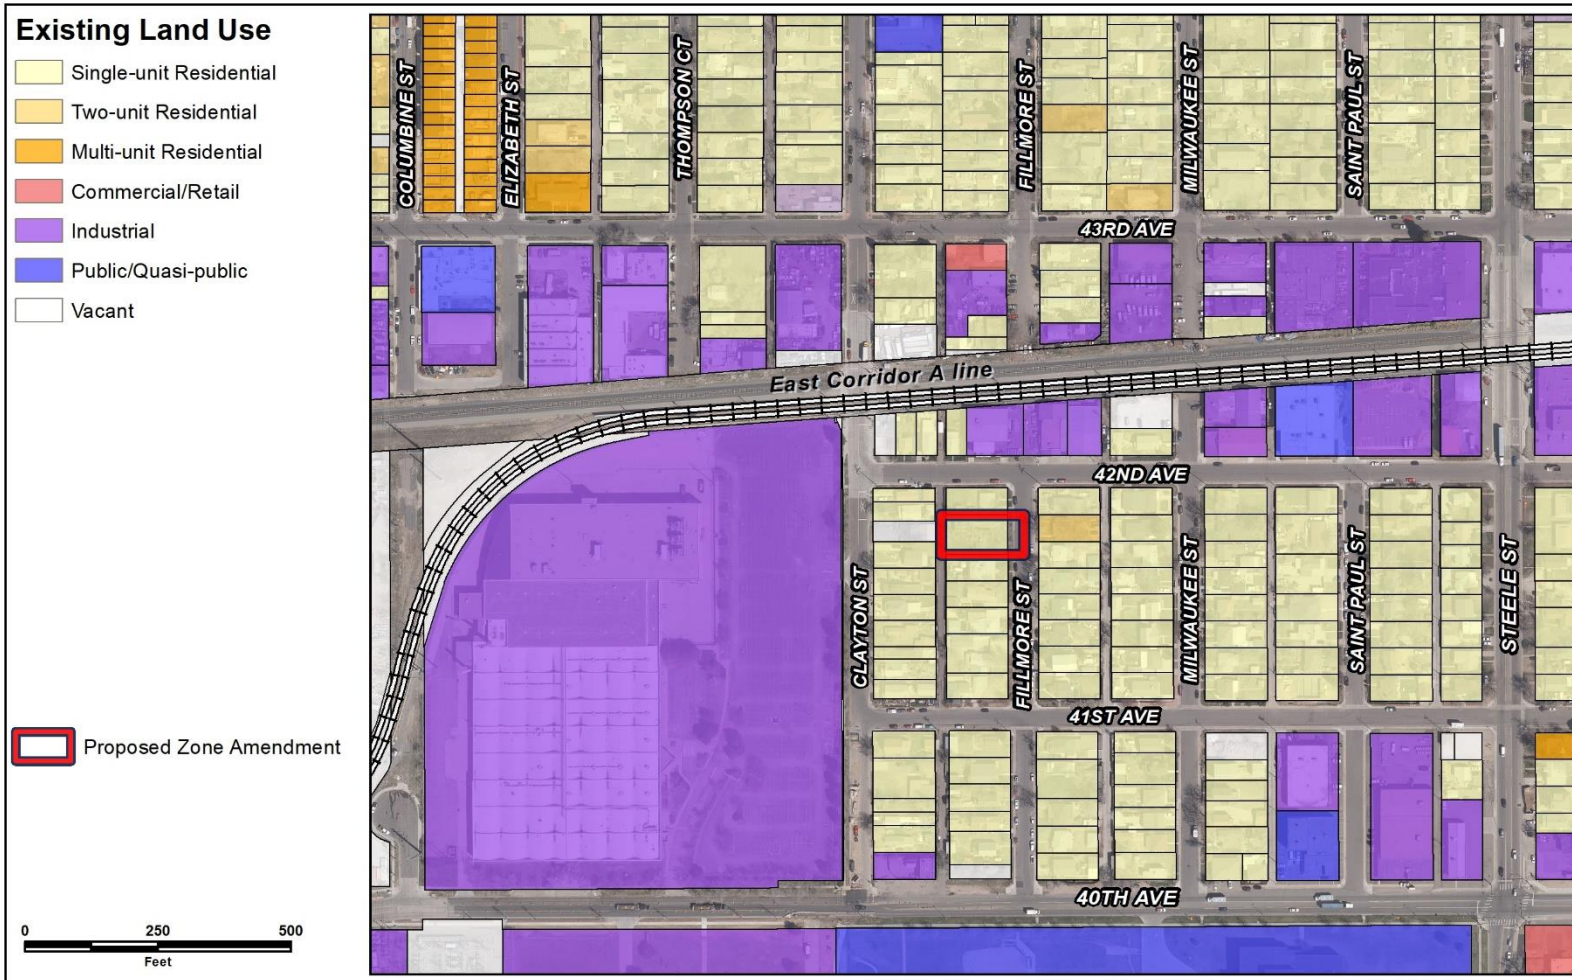 Existing Land Use
Single-unit Residential
Two-unit Residential
Multi-unit Residential
Commercial/Retail
Industrial
Public/Quasi-public
Vacant
Proposed Zone Amendment
0 250 500
Feet
COLUMBINE ST
ELIZABETH ST
THOMPSON CT
FILLMORE ST
MILWAUKEE ST
SAINT PAUL ST
43RD AVE
East Corridor A line
42ND AVE
CLAYTON ST
FILLMORE ST
MILWAUKEE ST
SAINT PAUL ST
STEELE ST
41ST AVE
40TH AVE